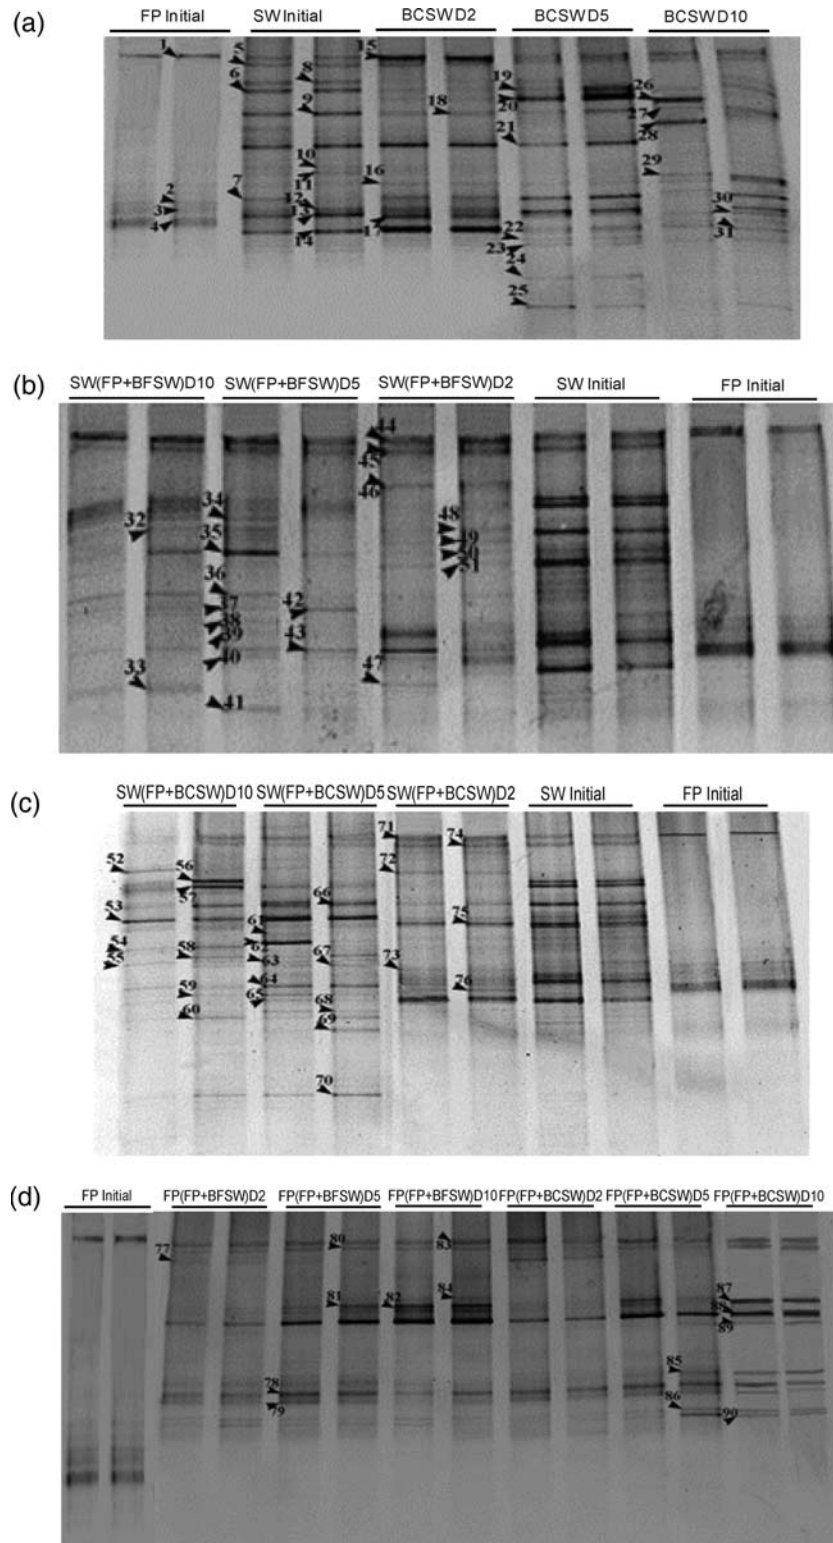 (a)
FP Initial SW Initial BCSWD2 BCSWD5 BCSWD10
1 5 15
8 19 26
6
9 18 20 27
21 28
10 29
16
7 11
2 12 30
3 13
4 17 22 31
14 23
24
25
(b)
SW(FP+BFSW)D10 SW(FP+BFSW)D5 SW(FP+BFSW)D2 SW Initial FP Initial
44
45
46
34
32 48
35
51
36
42
38
39 43
40
33 47
41
(c)
SW(FP+BCSW)D10 SW(FP+BCSW)D5 SW(FP+BCSW)D2 SW Initial FP Initial
71 74
52 56 72
57 66
53 61 75
54 62
55 58 63 67 73
64 76
59 65 68
60 69
70
(d)
FP Initial FP(FP+BFSW)D2 FP(FP+BFSW)D5 FP(FP+BFSW)D10 FP(FP+BCSW)D2 FP(FP+BCSW)D5 FP(FP+BCSW)D10
77 80 83
81 82 84 87
89
85
78
79 86
90